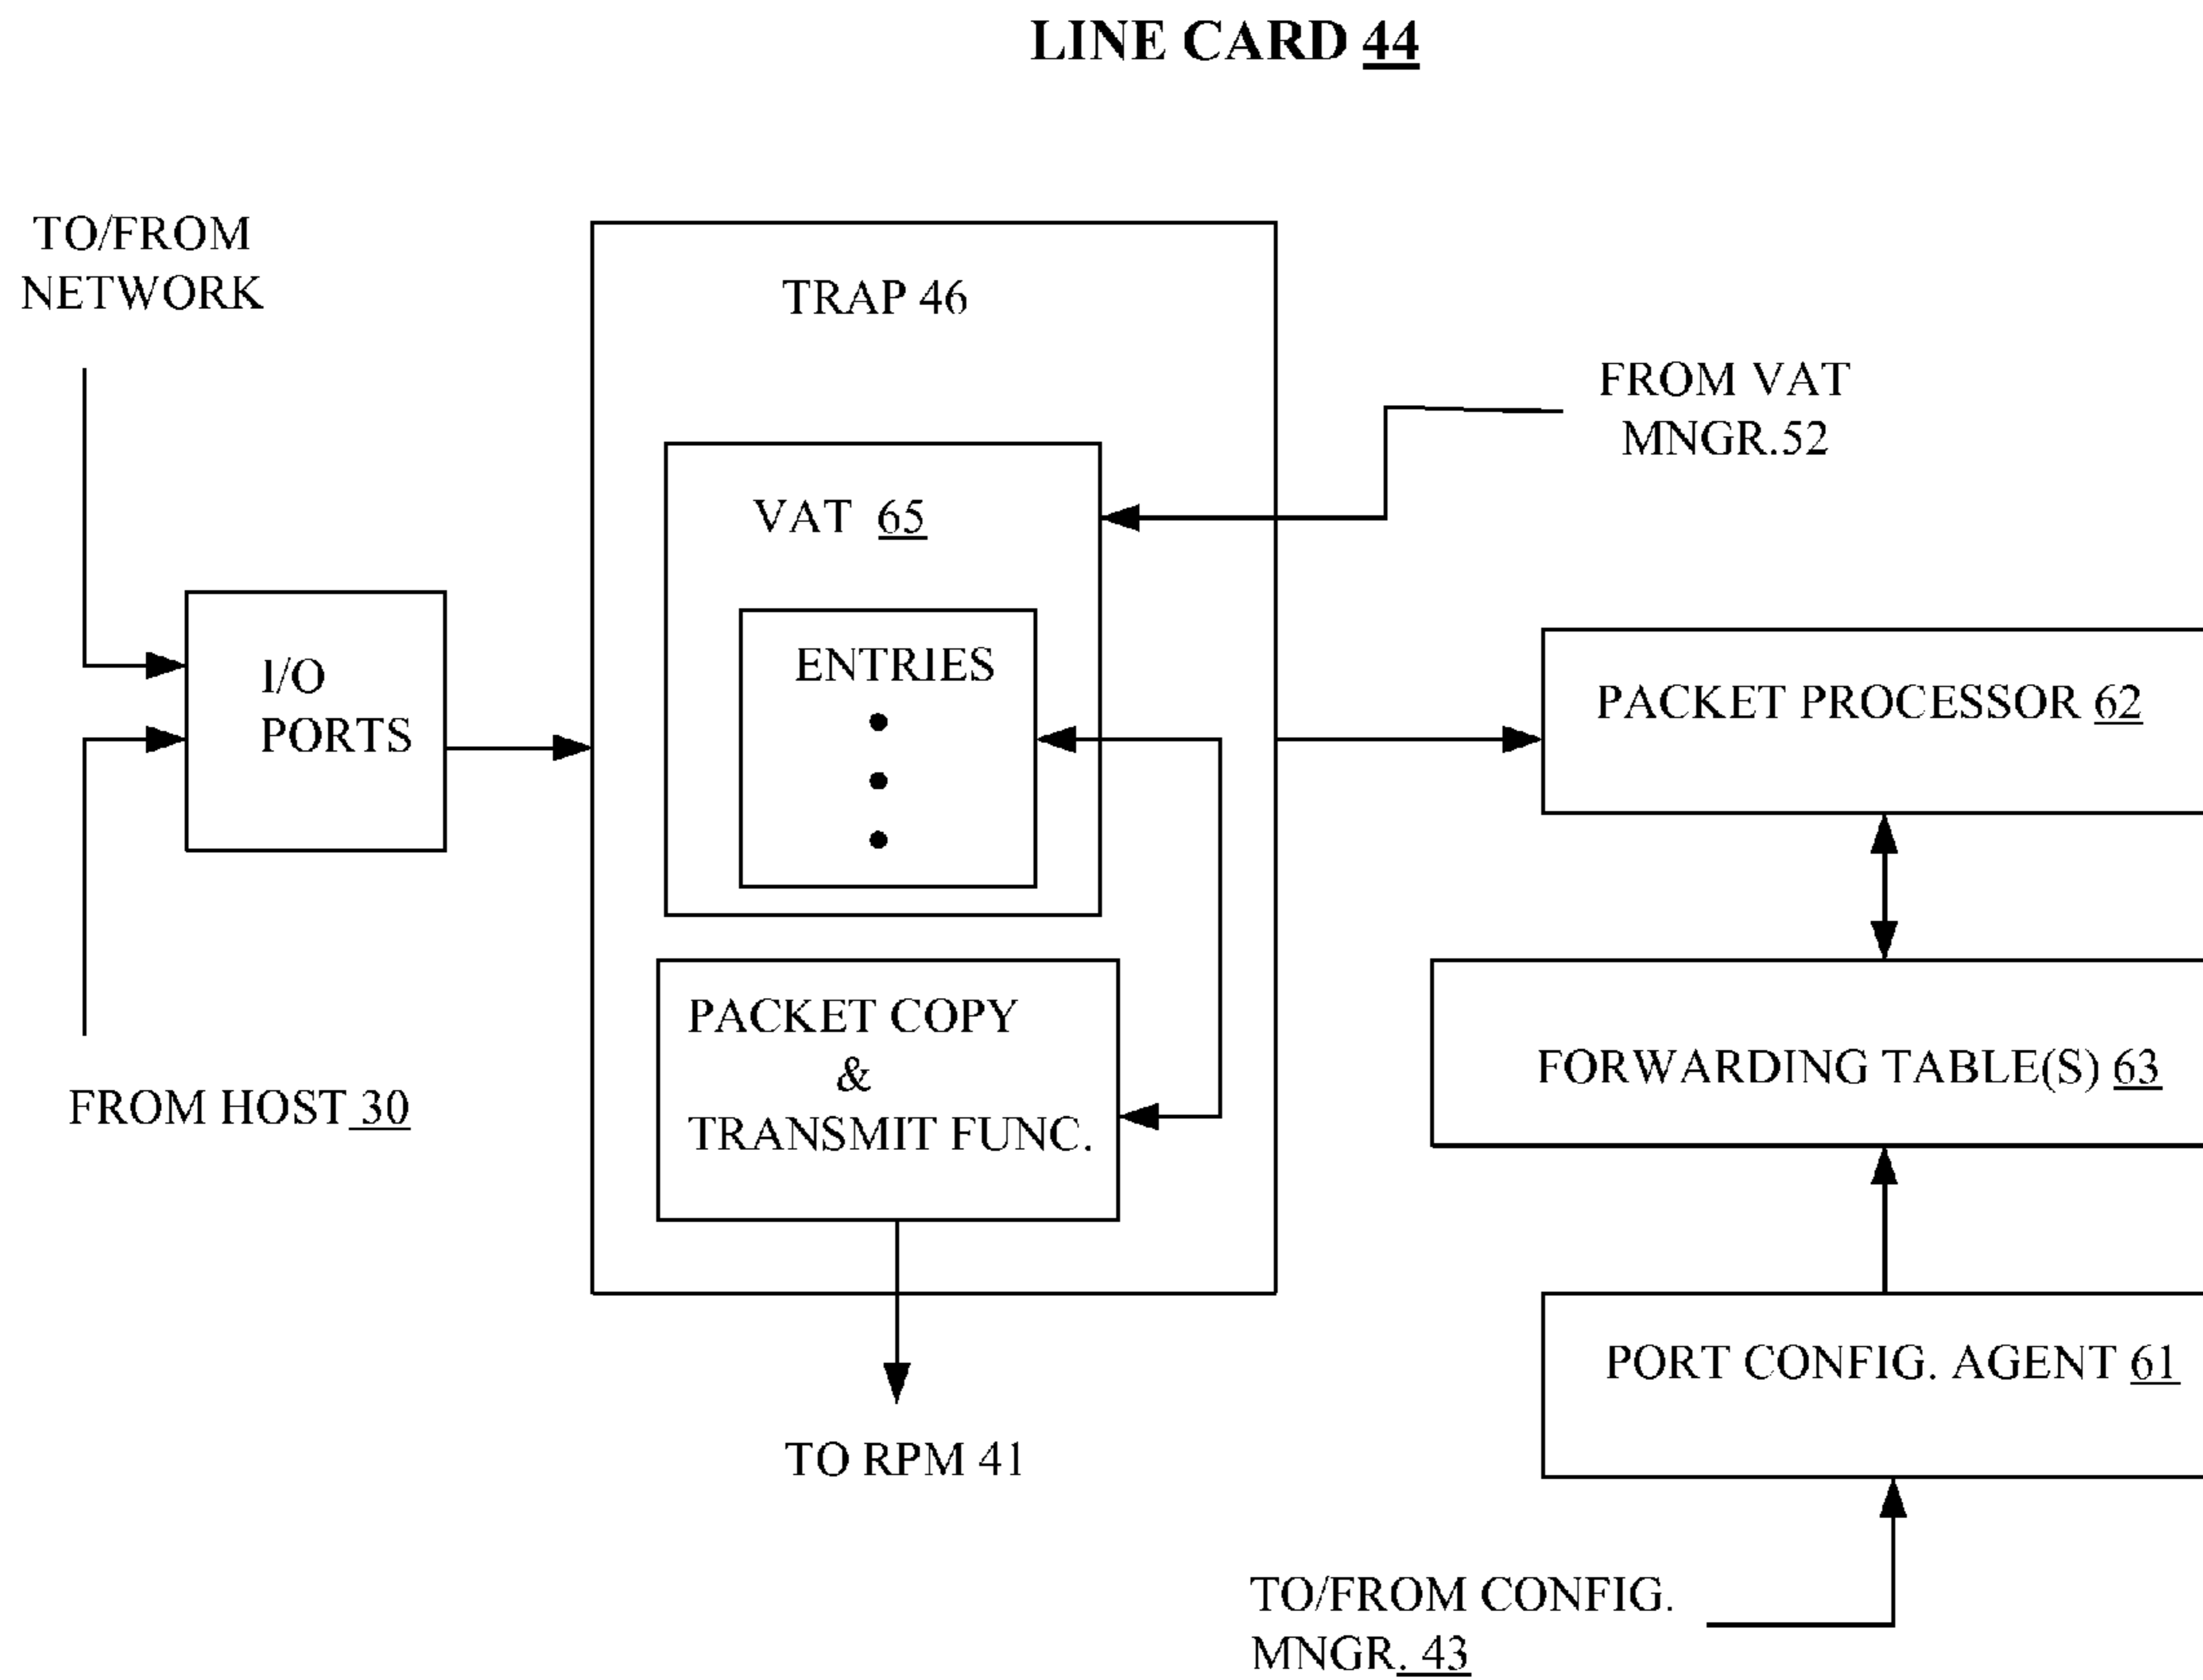 LINE CARD 44
TO/FROM
NETWORK
TRAP 46
FROM VAT
MNGR.52
VAT 65
I/O
PORTS
ENTRIES
PACKET PROCESSOR 62
PACKET COPY
&
TRANSMIT FUNC.
FORWARDING TABLE(S) 63
FROM HOST 30
PORT CONFIG. AGENT 61
TO RPM 41
TO/FROM CONFIG.
MNGR. 43